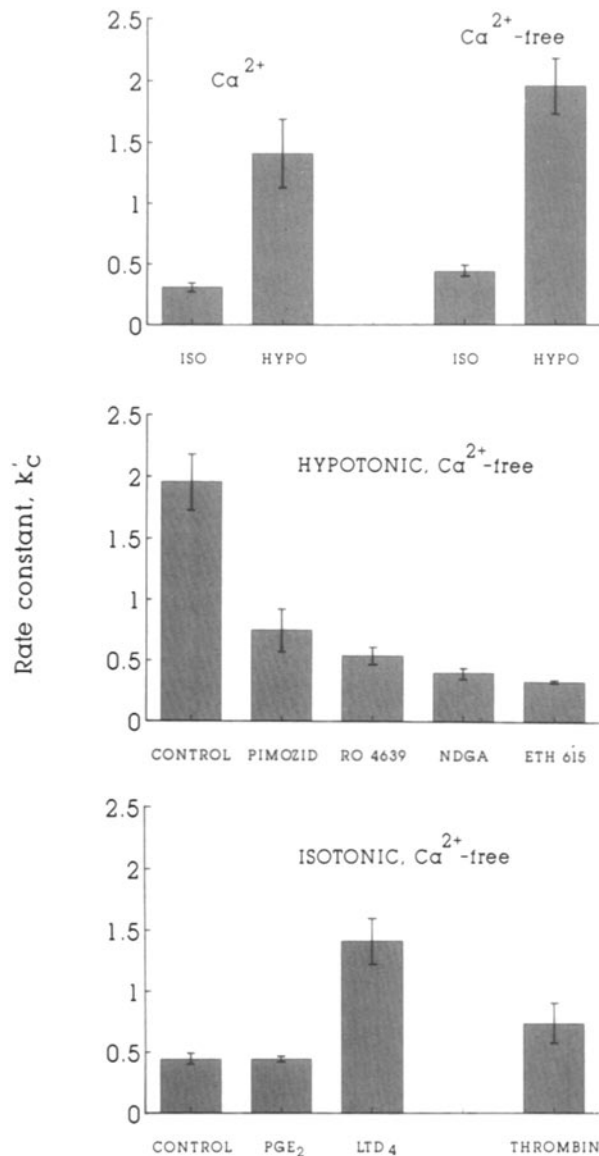 Rate constant, k'C
2.5
2
1.5
1
0.5
0
Ca2+
Ca2+-free
ISO HYPO ISO HYPO
2.5
2
1.5
1
0.5
0
HYPOTONIC, Ca2+-free
CONTROL PIMOZID RO 4639 NDGA ETH 615
2.5
2
1.5
1
0.5
0
ISOTONIC, Ca2+-free
CONTROL PGE2 LTD4 THROMBIN